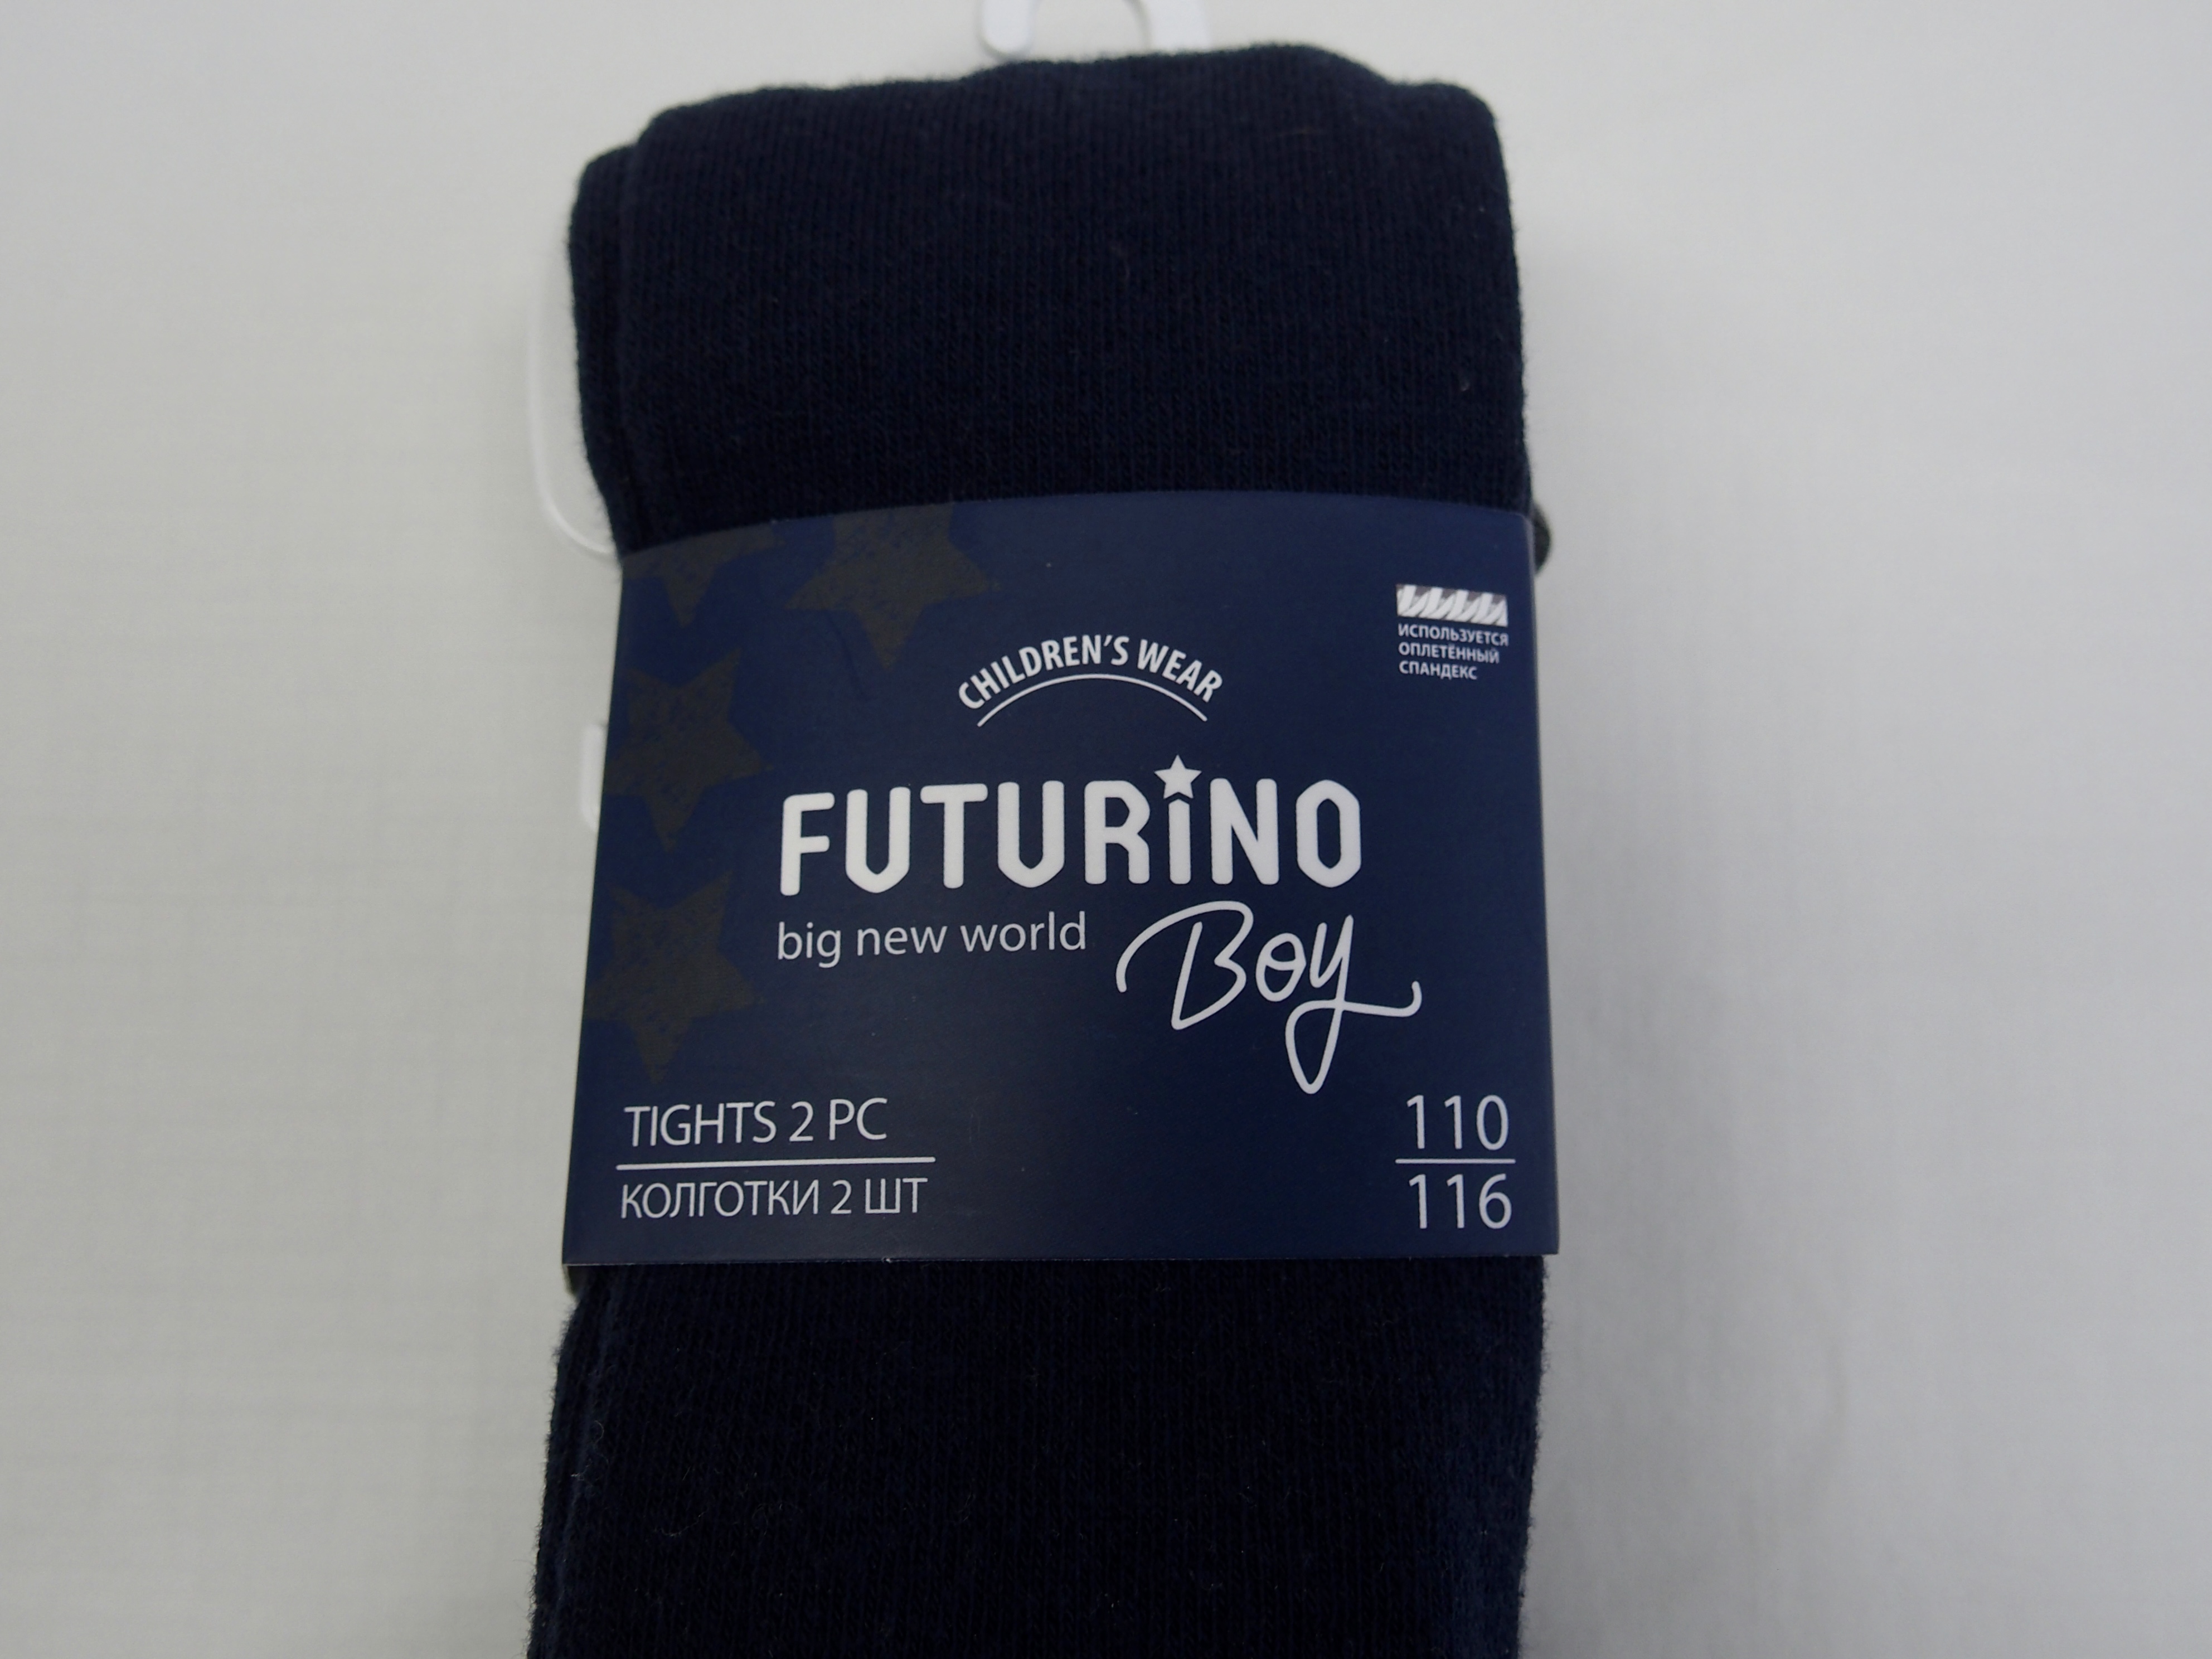 ИСПОЛЬЗУЕТСЯ
ОПЛЕТЁННЫЙ
СПАНДЕКС
CHILDREN'S WEAR
FUTURINO
big new world
Boy
TIGHTS 2 PC
КОЛГОТКИ 2 ШТ
110
116